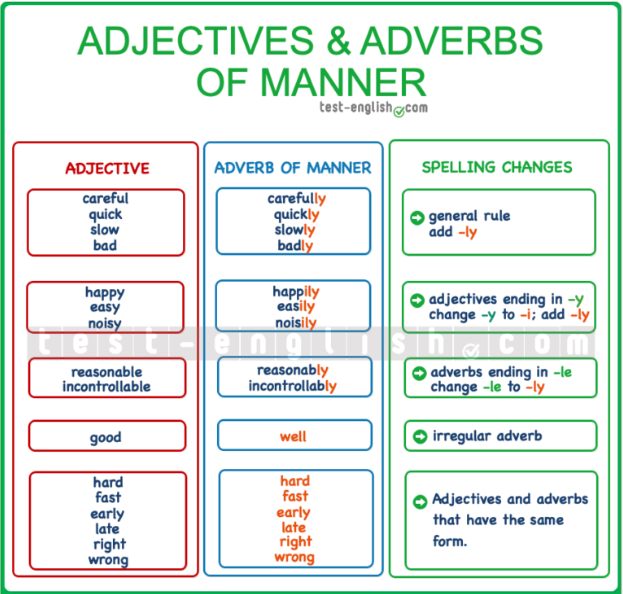 ADJECTIVES & ADVERBS
OF MANNER
test-english.com
ADJECTIVE
careful
quick
slow
bad
happy
easy
noisy
reasonable
incontrollable
good
hard
fast
early
late
right
wrong
ADVERB OF MANNER
carefully
quickly
slowly
badly
happily
easily
noisily
reasonably
incontrollably
well
hard
fast
early
late
right
wrong
SPELLING CHANGES
general rule
add -ly
adjectives ending in -y
change -y to -i; add -ly
adverbs ending in -le
change -le to -ly
irregular adverb
Adjectives and adverbs
that have the same
form.
test-english.com